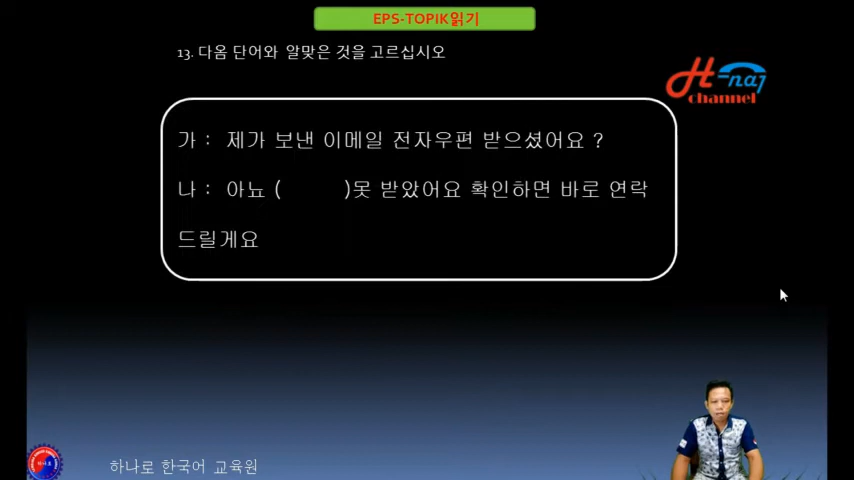 EPS-TOPIK읽기
13. 다옴 단어와 알맞은 것을 고르십시오
H-naj
channel
가 : 제가 보낸 이메일 전자우편 받으셨어요 ?
나 : 아뇨 ( )못 받았어요 확인하면 바로 연락
드릴게요
하나로 한국어 교육원